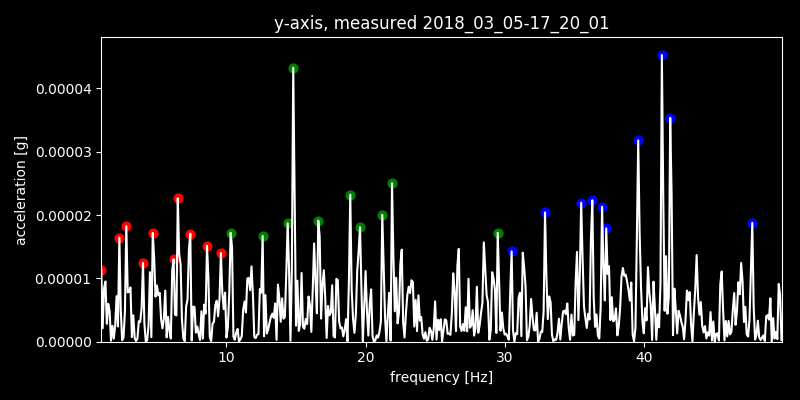 y-axis, measured 2018_03_05-17_20_01
acceleration [g]
0.00004
0.00003
0.00002
0.00001
0.00000
10 20 30 40
frequency [Hz]